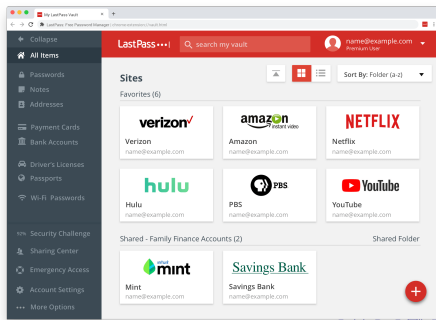 My LastPass Vault
LastPass: Free Password Manager
Collapse
LastPass •••|
search my vault
name@example.com
Premium User
All Items
Passwords
Notes
Addresses
Payment Cards
Bank Accounts
Driver's Licenses
Passports
Wi-Fi Passwords
Security Challenge
Sharing Center
Emergency Access
Account Settings
More Options
Sites
Sort By: Folder (a-z)
Favorites (6)
verizon✓
amazon
instant video
NETFLIX
Verizon
name@example.com
Amazon
name@example.com
Netflix
name@example.com
hulu
PBS
YouTube
Hulu
name@example.com
PBS
name@example.com
YouTube
name@example.com
Shared - Family Finance Accounts (2)
Shared Folder
intuit
mint
Savings Bank
Mint
name@example.com
Savings Bank
name@example.com